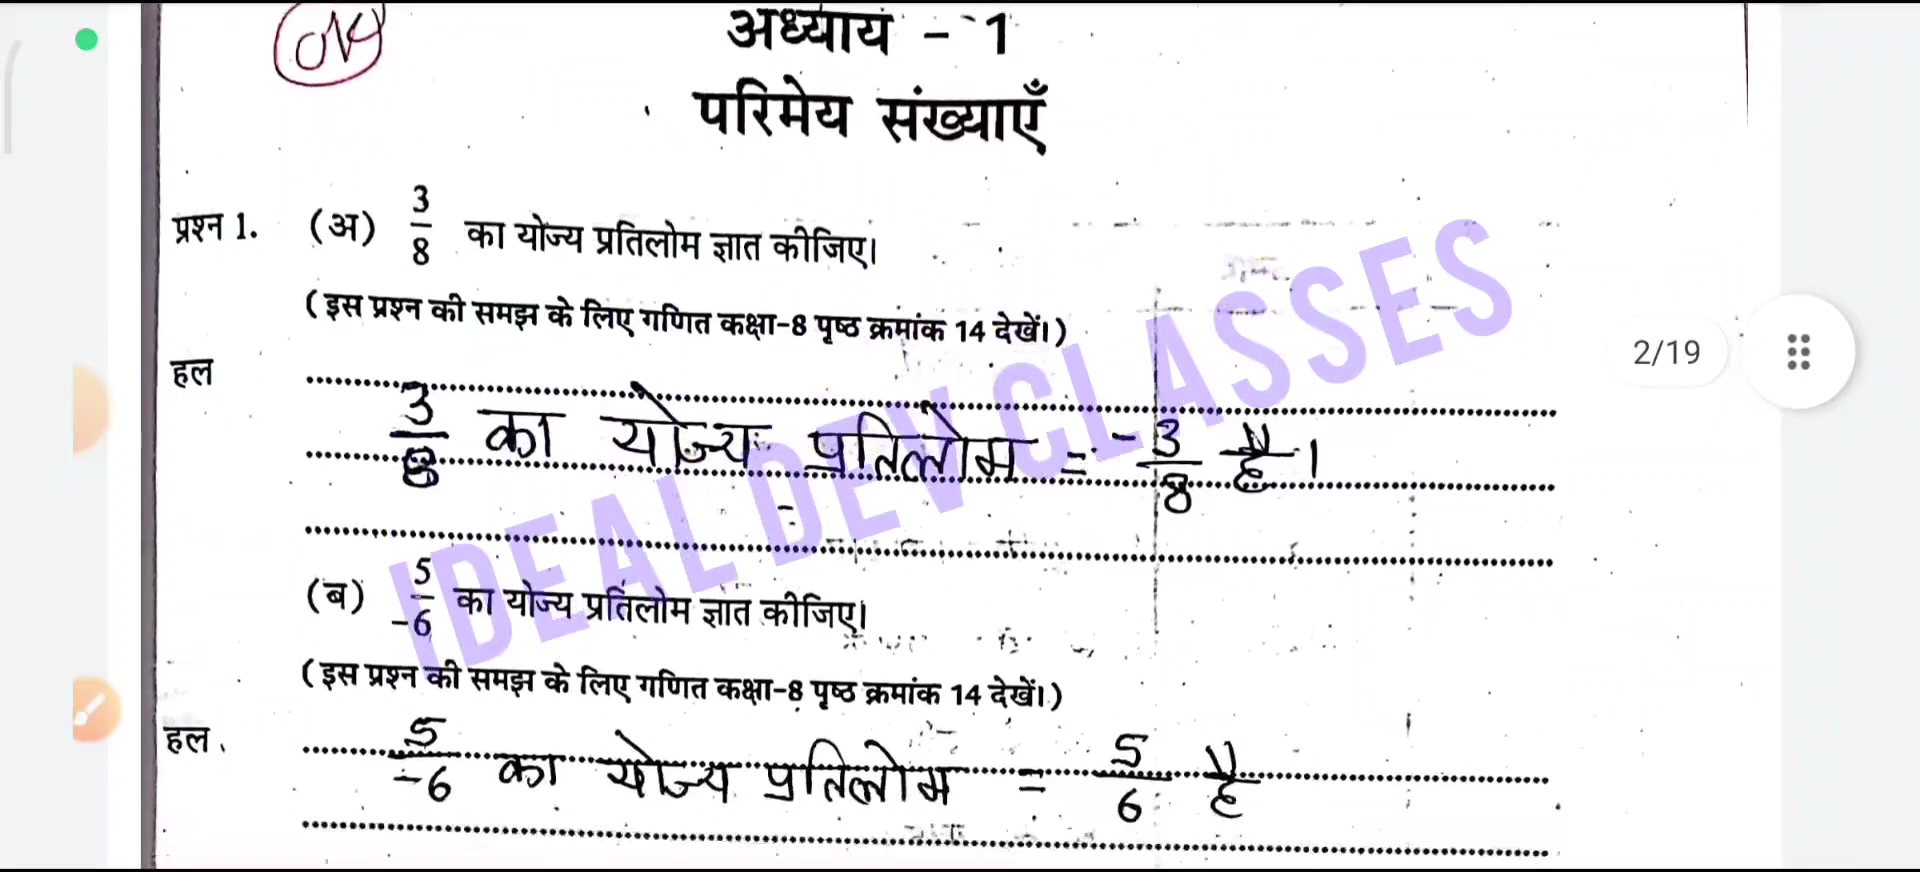 OK
अध्याय - 1
परिमेय संख्याएँ
प्रश्न 1. (अ) 3/8 का योज्य प्रतिलोम ज्ञात कीजिए।
(इस प्रश्न की समझ के लिए गणित कक्षा-8 पृष्ठ क्रमांक 14 देखें।)
2/19
हल
3/8 का योज्य प्रतिलोम = -3/8 है।
IDEAL DEV CLASSES
(ब) 5/-6 का योज्य प्रतिलोम ज्ञात कीजिए।
(इस प्रश्न की समझ के लिए गणित कक्षा-8 पृष्ठ क्रमांक 14 देखें।)
हल.
5/-6 का योज्य प्रतिलोम = 5/6 है